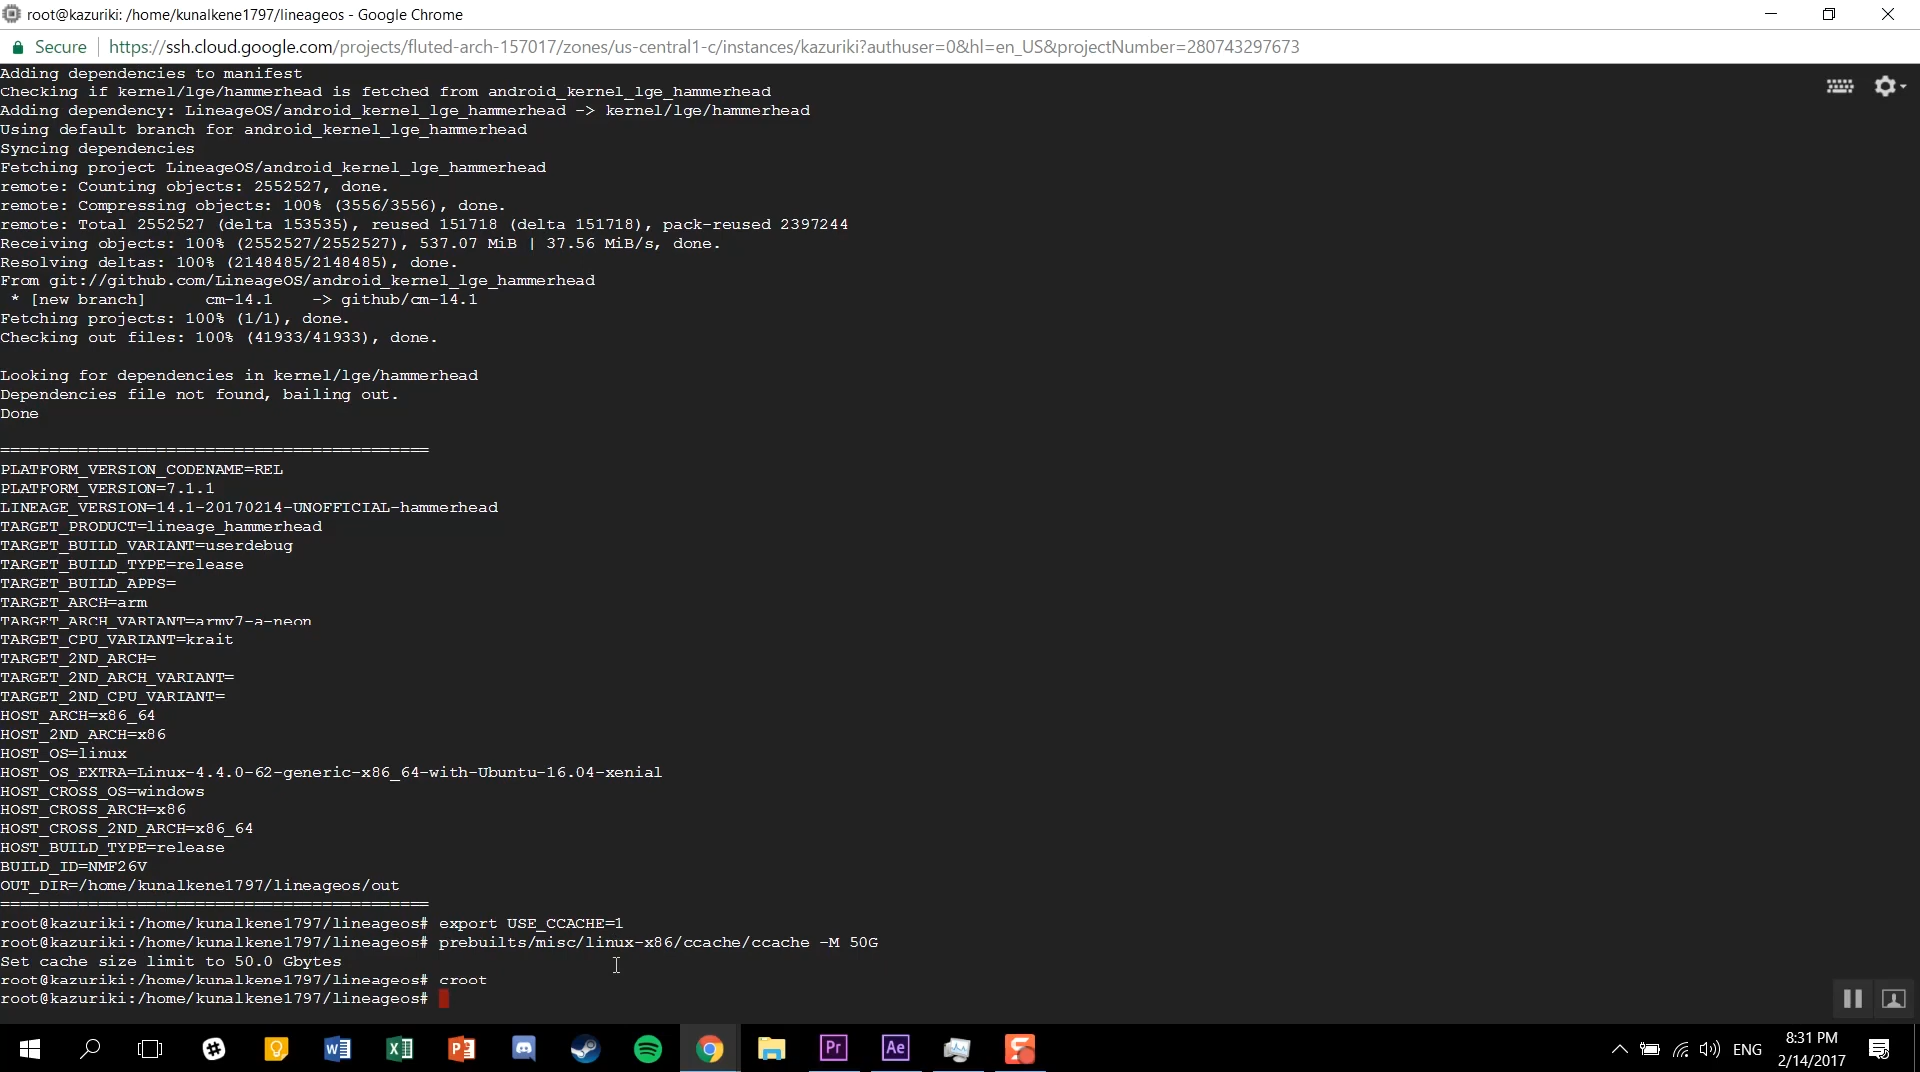 root@kazuriki: /home/kunalkene1797/lineageos - Google Chrome
Secure | https://ssh.cloud.google.com/projects/fluted-arch-157017/zones/us-central1-c/instances/kazuriki?authuser=0&hl=en_US&projectNumber=280743297673
Adding dependencies to manifest
Checking if kernel/lge/hammerhead is fetched from android_kernel_lge_hammerhead
Adding dependency: LineageOS/android_kernel_lge_hammerhead -> kernel/lge/hammerhead
Using default branch for android_kernel_lge_hammerhead
Syncing dependencies
Fetching project LineageOS/android_kernel_lge_hammerhead
remote: Counting objects: 2552527, done.
remote: Compressing objects: 100% (3556/3556), done.
remote: Total 2552527 (delta 153535), reused 151718 (delta 151718), pack-reused 2397244
Receiving objects: 100% (2552527/2552527), 537.07 MiB | 37.56 MiB/s, done.
Resolving deltas: 100% (2148485/2148485), done.
From git://github.com/LineageOS/android_kernel_lge_hammerhead
 * [new branch]      cm-14.1    -> github/cm-14.1
Fetching projects: 100% (1/1), done.
Checking out files: 100% (41933/41933), done.
Looking for dependencies in kernel/lge/hammerhead
Dependencies file not found, bailing out.
Done
============================================
PLATFORM_VERSION_CODENAME=REL
PLATFORM_VERSION=7.1.1
LINEAGE_VERSION=14.1-20170214-UNOFFICIAL-hammerhead
TARGET_PRODUCT=lineage_hammerhead
TARGET_BUILD_VARIANT=userdebug
TARGET_BUILD_TYPE=release
TARGET_BUILD_APPS=
TARGET_ARCH=arm
TARGET_ARCH_VARIANT=armv7-a-neon
TARGET_CPU_VARIANT=krait
TARGET_2ND_ARCH=
TARGET_2ND_ARCH_VARIANT=
TARGET_2ND_CPU_VARIANT=
HOST_ARCH=x86_64
HOST_2ND_ARCH=x86
HOST_OS=linux
HOST_OS_EXTRA=Linux-4.4.0-62-generic-x86_64-with-Ubuntu-16.04-xenial
HOST_CROSS_OS=windows
HOST_CROSS_ARCH=x86
HOST_CROSS_2ND_ARCH=x86_64
HOST_BUILD_TYPE=release
BUILD_ID=NMF26V
OUT_DIR=/home/kunalkene1797/lineageos/out
============================================
root@kazuriki:/home/kunalkene1797/lineageos# export USE_CCACHE=1
root@kazuriki:/home/kunalkene1797/lineageos# prebuilts/misc/linux-x86/ccache/ccache -M 50G
Set cache size limit to 50.0 Gbytes
root@kazuriki:/home/kunalkene1797/lineageos# croot
root@kazuriki:/home/kunalkene1797/lineageos#
Pr
Ae
ENG
8:31 PM
2/14/2017